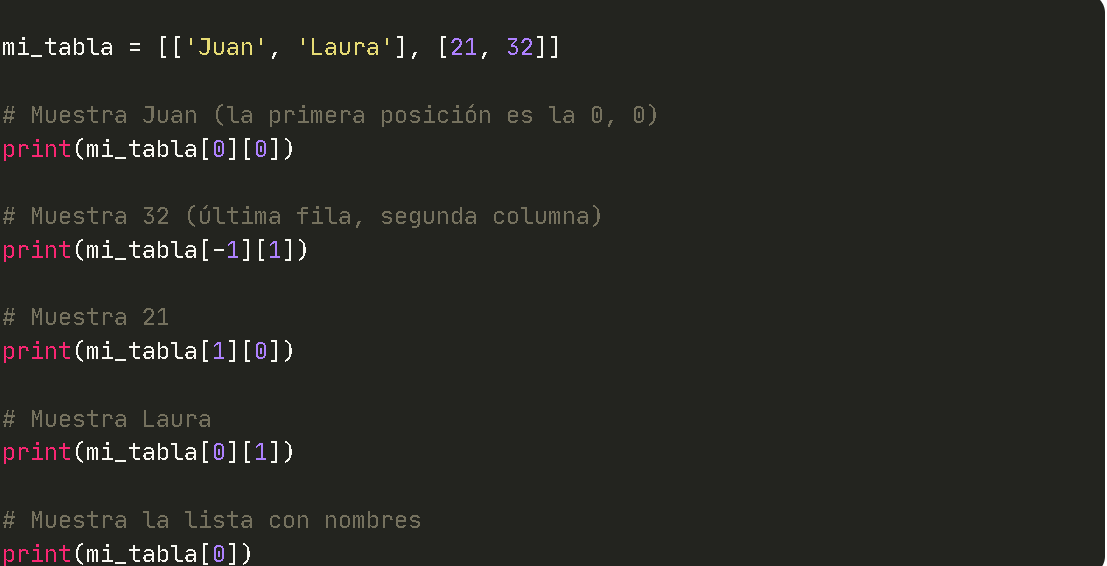 mi_tabla = [['Juan', 'Laura'], [21, 32]]
# Muestra Juan (la primera posición es la 0, 0)
print(mi_tabla[0][0])
# Muestra 32 (última fila, segunda columna)
print(mi_tabla[-1][1])
# Muestra 21
print(mi_tabla[1][0])
# Muestra Laura
print(mi_tabla[0][1])
# Muestra la lista con nombres
print(mi_tabla[0])